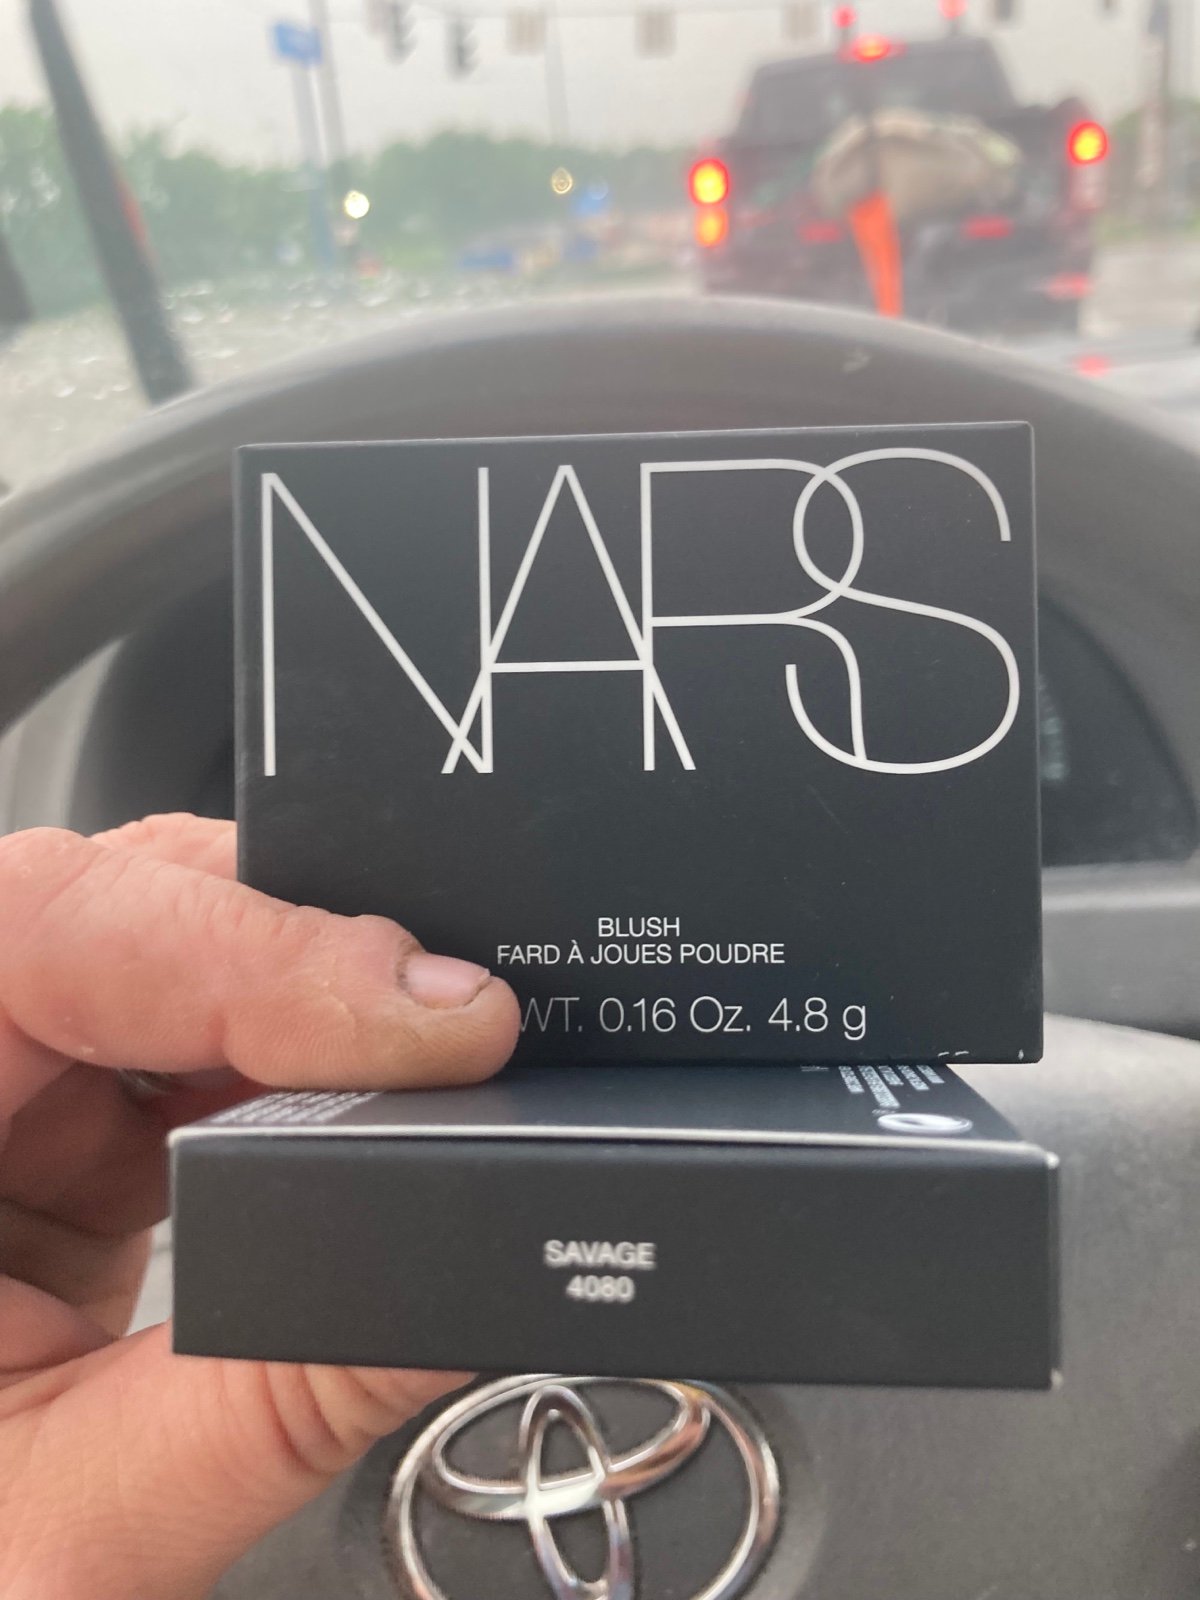 NARS
BLUSH
FARD À JOUES POUDRE
WT. 0.16 Oz. 4.8 g
SAVAGE
4080